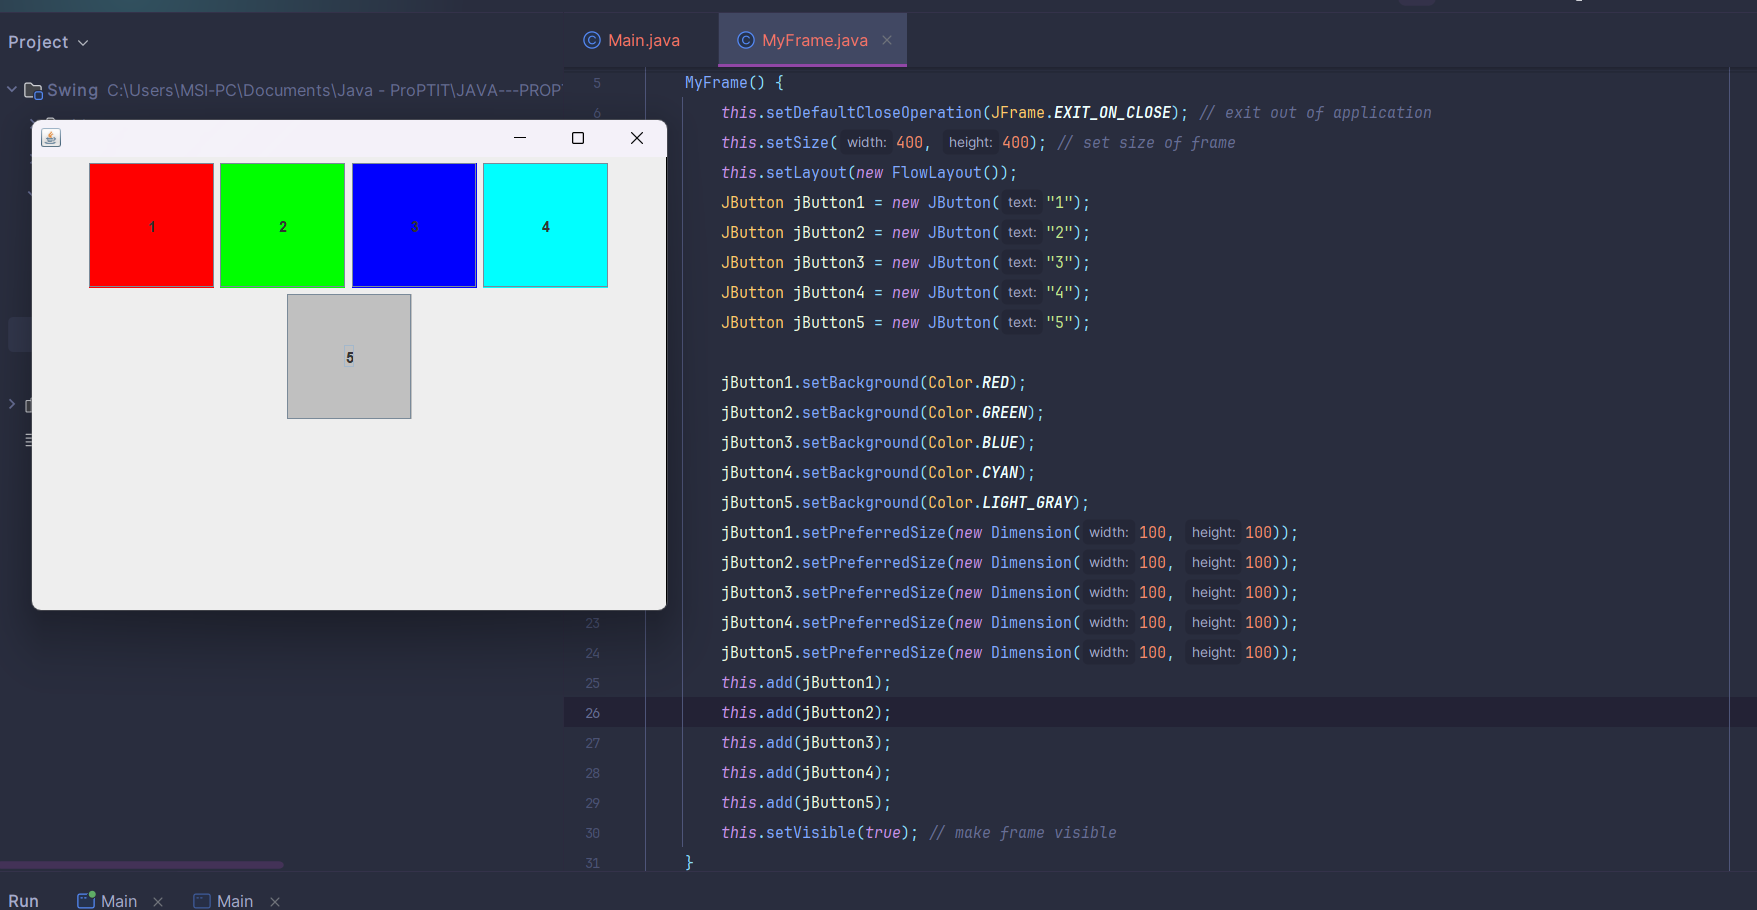 Project
Main.java
MyFrame.java
Swing C:\Users\MSI-PC\Documents\Java - ProPTIT\JAVA---PROP
1
2
3
4
5
5 MyFrame() {
6 this.setDefaultCloseOperation(JFrame.EXIT_ON_CLOSE); // exit out of application
this.setSize( width: 400, height: 400); // set size of frame
this.setLayout(new FlowLayout());
JButton jButton1 = new JButton( text: "1");
JButton jButton2 = new JButton( text: "2");
JButton jButton3 = new JButton( text: "3");
JButton jButton4 = new JButton( text: "4");
JButton jButton5 = new JButton( text: "5");
jButton1.setBackground(Color.RED);
jButton2.setBackground(Color.GREEN);
jButton3.setBackground(Color.BLUE);
jButton4.setBackground(Color.CYAN);
jButton5.setBackground(Color.LIGHT_GRAY);
jButton1.setPreferredSize(new Dimension( width: 100, height: 100));
jButton2.setPreferredSize(new Dimension( width: 100, height: 100));
jButton3.setPreferredSize(new Dimension( width: 100, height: 100));
23 jButton4.setPreferredSize(new Dimension( width: 100, height: 100));
24 jButton5.setPreferredSize(new Dimension( width: 100, height: 100));
25 this.add(jButton1);
26 this.add(jButton2);
27 this.add(jButton3);
28 this.add(jButton4);
29 this.add(jButton5);
30 this.setVisible(true); // make frame visible
31 }
Run
Main
Main